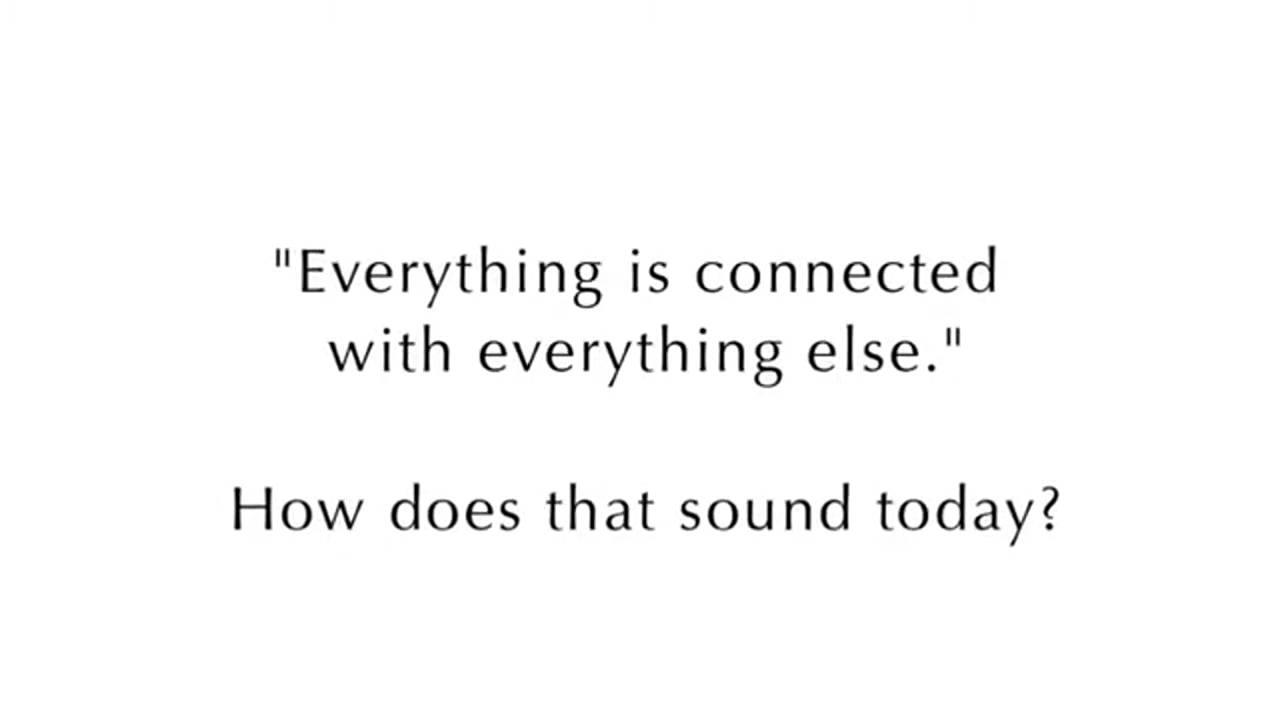 "Everything is connected
with everything else."
How does that sound today?